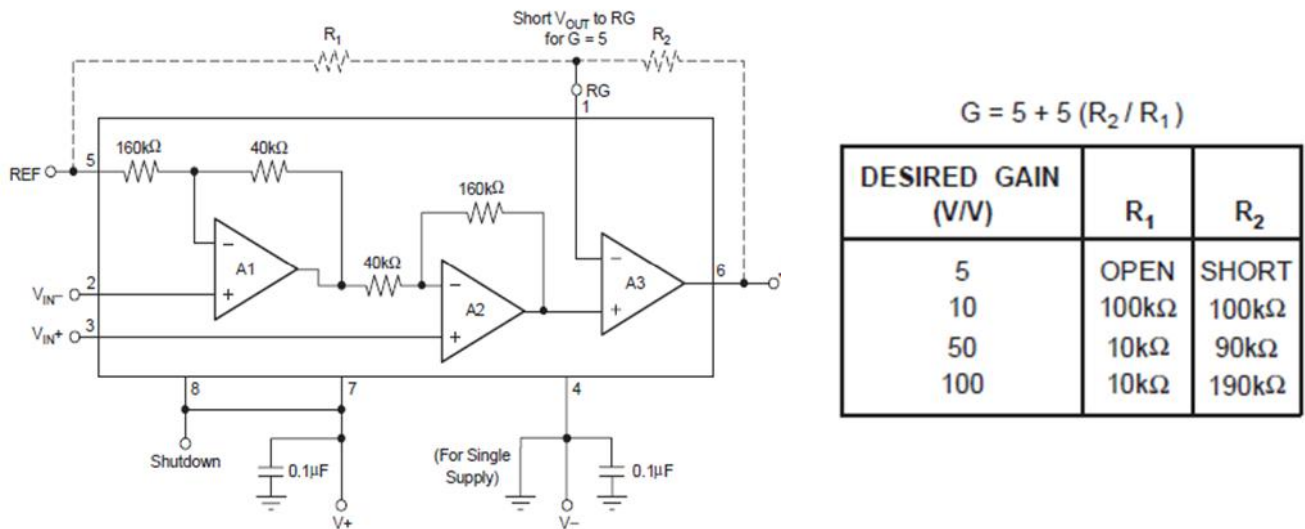 Short VOUT to RG
for G = 5
R1
R2
RG
1
REF
5
160kΩ
40kΩ
160kΩ
A1
40kΩ
A2
A3
6
VIN− 2
VIN+ 3
−
+
−
+
−
+
8
7
4
Shutdown
0.1µF
V+
(For Single
Supply)
0.1µF
V−
G = 5 + 5 (R2 / R1)
DESIRED GAIN
(V/V) R1 R2
5 OPEN SHORT
10 100kΩ 100kΩ
50 10kΩ 90kΩ
100 10kΩ 190kΩ